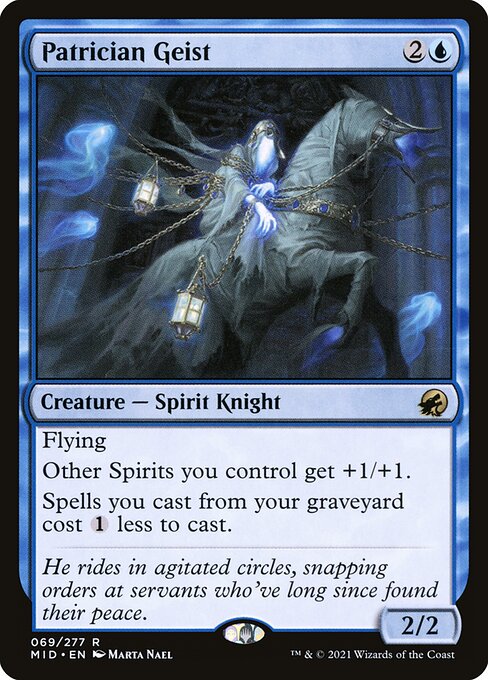 Patrician Geist 2
Creature — Spirit Knight
Flying
Other Spirits you control get +1/+1.
Spells you cast from your graveyard
cost 1 less to cast.
He rides in agitated circles, snapping
orders at servants who've long since found
their peace.
2/2
069/277 R
MID • EN Marta Nael
™ & © 2021 Wizards of the Coast